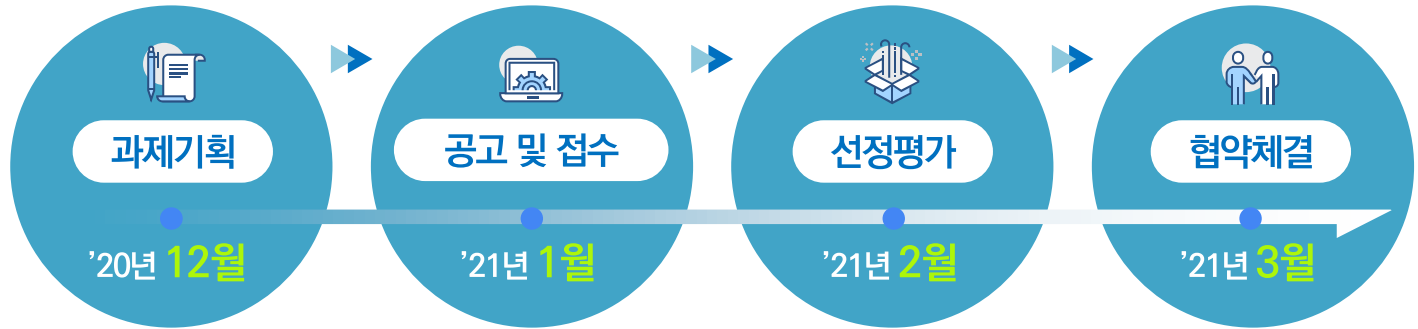 과제기획
’20년 12월
공고 및 접수
’21년 1월
선정평가
’21년 2월
협약체결
’21년 3월